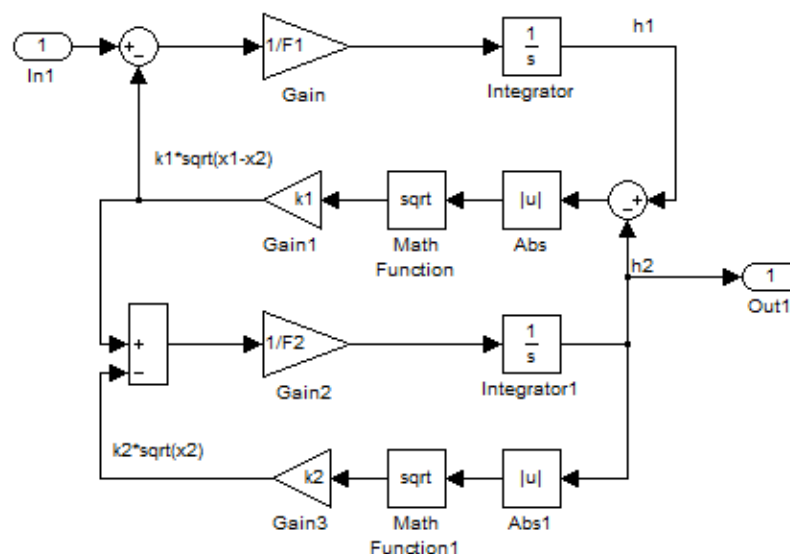 1
In1
+
−
1/F1
Gain
1
s
Integrator
h1
k1*sqrt(x1-x2)
k1
Gain1
sqrt
Math
Function
|u|
Abs
−
+
h2
1
Out1
+
−
1/F2
Gain2
1
s
Integrator1
k2*sqrt(x2)
k2
Gain3
sqrt
Math
Function1
|u|
Abs1